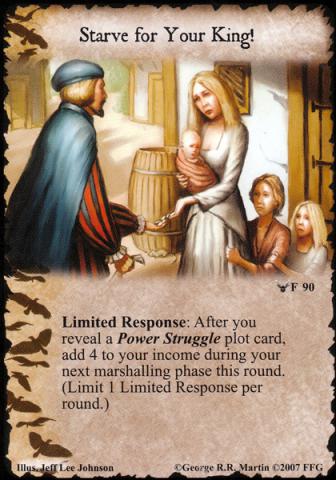 Starve for Your King!
F 90
Limited Response: After you
reveal a Power Struggle plot card,
add 4 to your income during your
next marshalling phase this round.
(Limit 1 Limited Response per
round.)
Illus. Jeff Lee Johnson
©George R.R. Martin ©2007 FFG